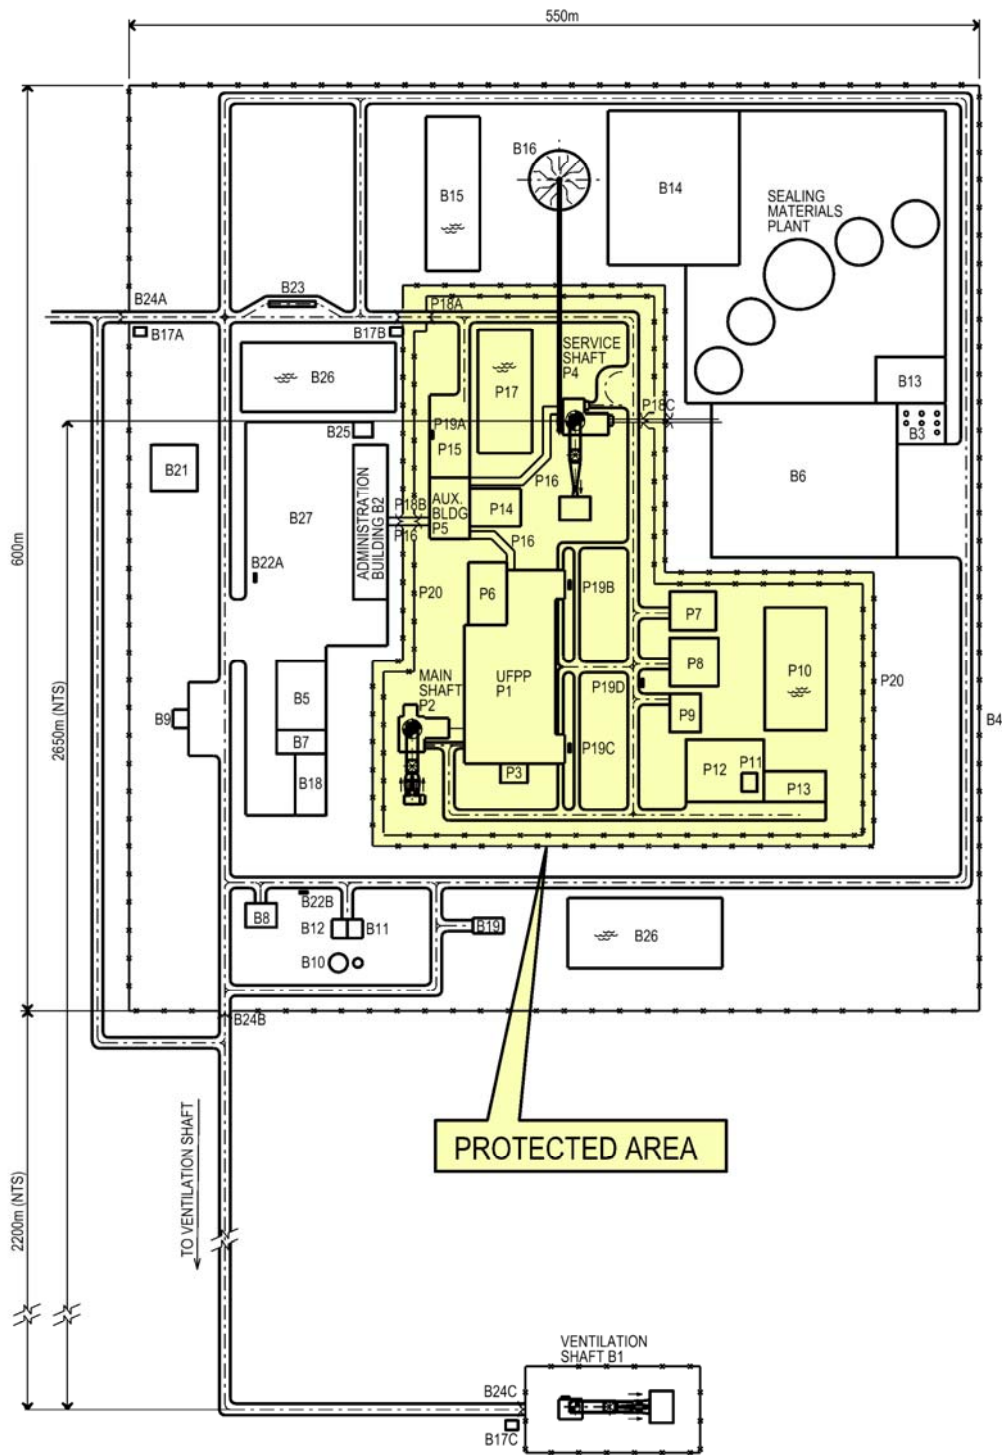 550m
B16
B15
B14
SEALING
MATERIALS
PLANT
B24A
B23
P18A
B17A
B17B
SERVICE
SHAFT
P4
B26
P17
B13
P18C
P19A
B25
B3
P15
B21
P16
B6
ADMINISTRATION
BUILDING B2
P18B
AUX.
BLDG
P5
P14
B27
P16
P16
600m
B22A
P20
P6
P19B
P7
P8
P10
MAIN
SHAFT
P2
UFPP
P1
P19D
P20
B5
P9
B9
B4
2650m (NTS)
B7
P19C
P3
P12
P11
P13
B18
B22B
B8
B12
B11
B19
B26
B10
B24B
PROTECTED AREA
TO VENTILATION SHAFT
2200m (NTS)
VENTILATION
SHAFT B1
B24C
B17C